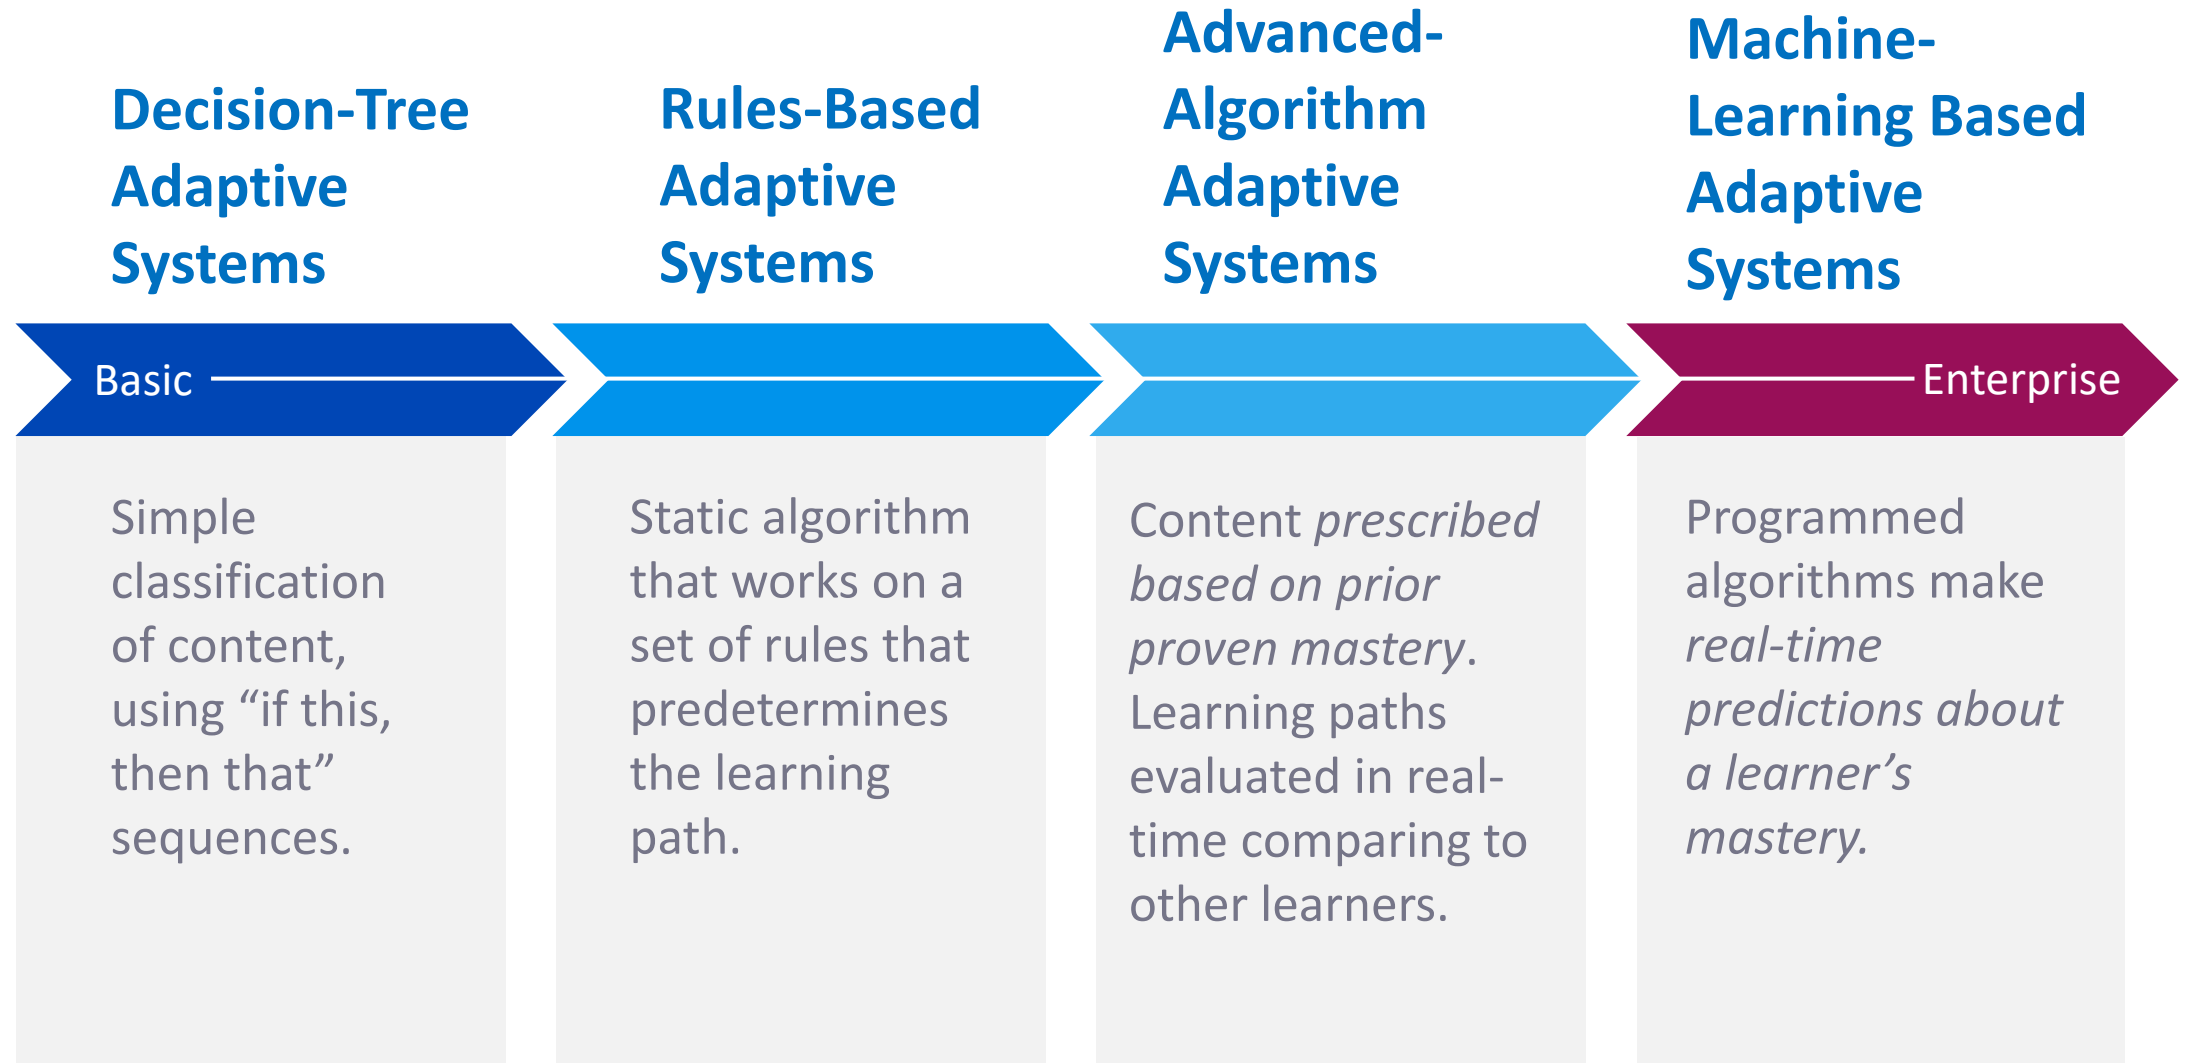 Decision-Tree
Adaptive
Systems
Rules-Based
Adaptive
Systems
Advanced-
Algorithm
Adaptive
Systems
Machine-
Learning Based
Adaptive
Systems
Basic
Enterprise
Simple
classification
of content,
using “if this,
then that”
sequences.
Static algorithm
that works on a
set of rules that
predetermines
the learning
path.
Content prescribed
based on prior
proven mastery.
Learning paths
evaluated in real-
time comparing to
other learners.
Programmed
algorithms make
real-time
predictions about
a learner’s
mastery.